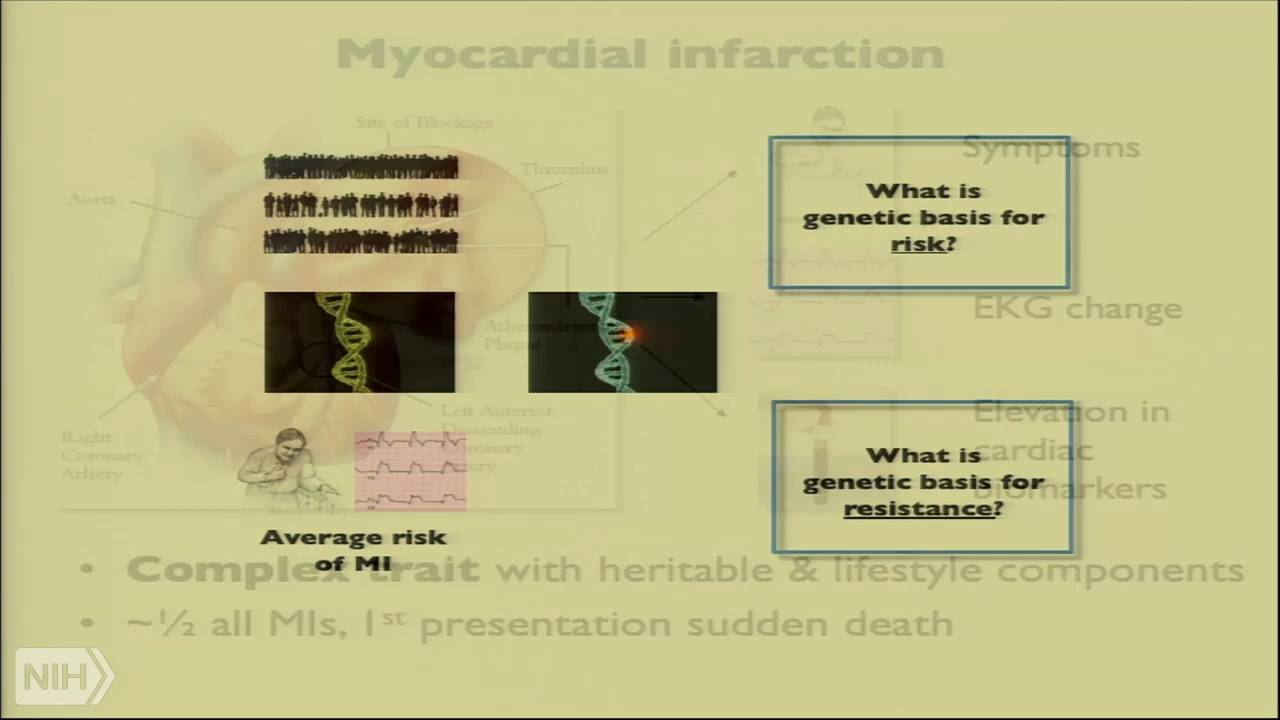 Myocardial infarction
Site of Blockage
Thrombus
Aorta
Symptoms
What is
genetic basis for
risk?
EKG change
Plaque
Left Anterior
Descending
Coronary
Right
Coronary
Artery
Elevation in
cardiac
biomarkers
What is
genetic basis for
resistance?
Average risk
of MI
• Complex trait with heritable & lifestyle components
• ~½ all MIs, 1st presentation sudden death
NIH